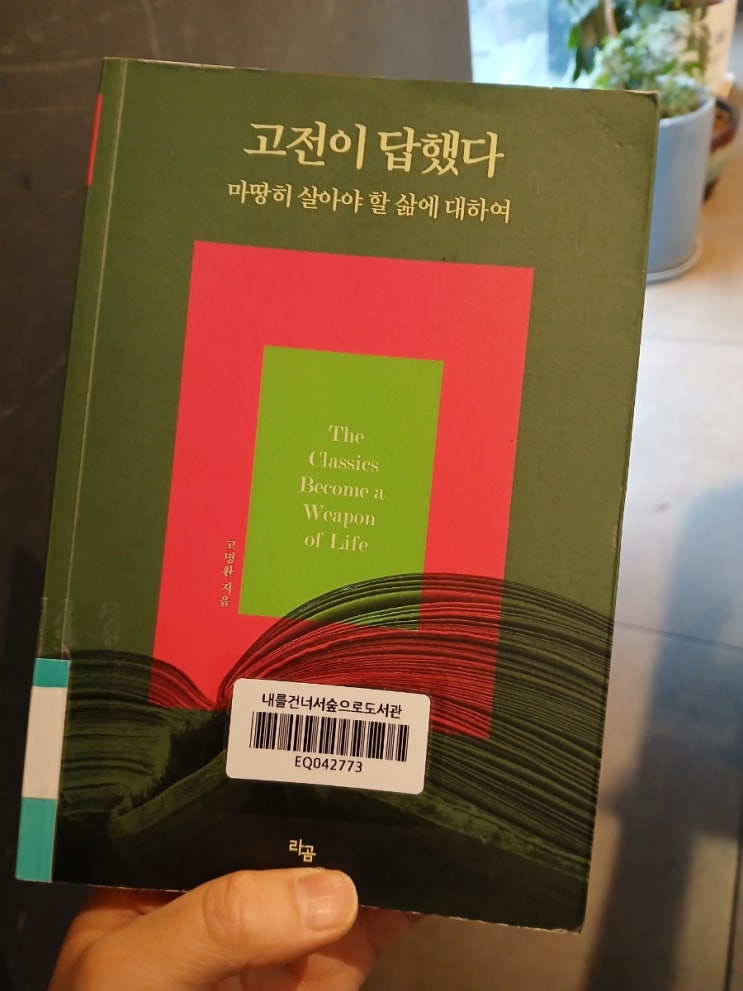 고전이 답했다
마땅히 살아야 할 삶에 대하여
The
Classics
Become a
Weapon
of Life
고명환 지음
내를건너서숲으로도서관
EQ042773
라곰